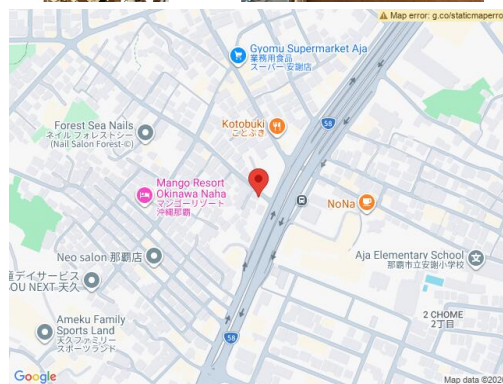 Map error: g.co/staticmaperro
Gyomu Supermarket Aja
業務用食品
スーパー 安謝店
58
Kotobuki
ことぶき
Forest Sea Nails
ネイル フォレストシー
(Nail Salon Forest-©)
Mango Resort
Okinawa Naha
マンゴーリゾート
沖縄那覇
NoNa
Neo salon 那覇店
Aja Elementary School
那覇市立安謝小学校
デイサービス
OU NEXT 天久
Ameku Family
Sports Land
天久ファミリー
スポーツランド
58
2 CHOME
2丁目
Google
Map data ©202